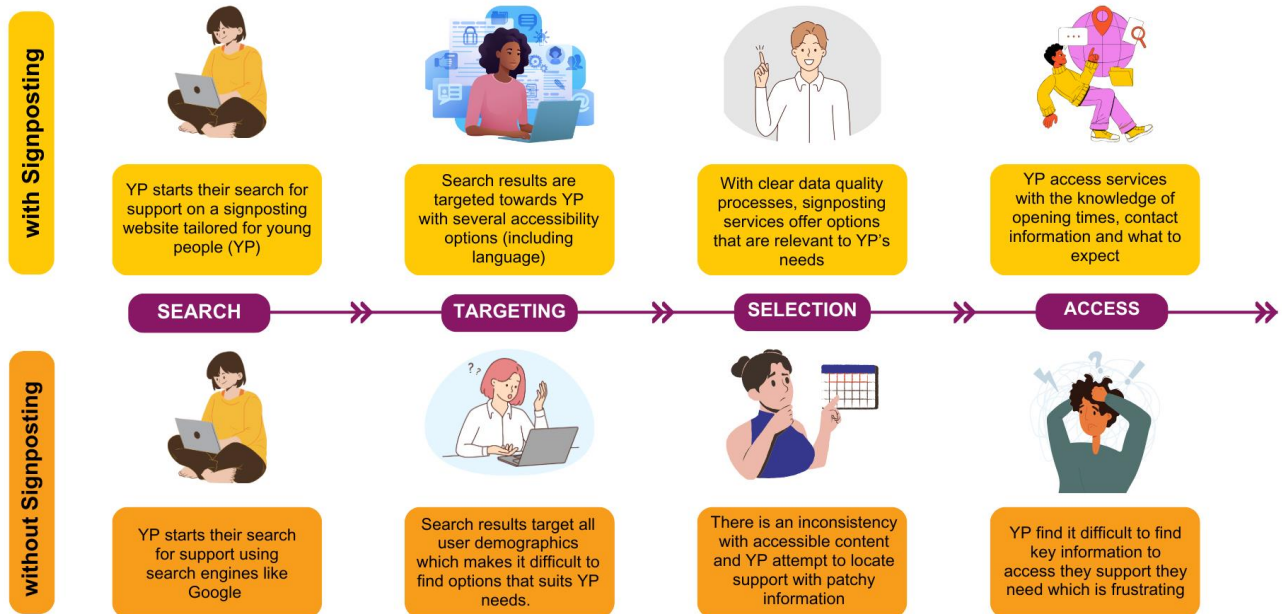 with Signposting
YP starts their search for
support on a signposting
website tailored for young
people (YP)
Search results are
targeted towards YP
with several accessibility
options (including
language)
With clear data quality
processes, signposting
services offer options
that are relevant to YP's
needs
YP access services
with the knowledge of
opening times, contact
information and what to
expect
SEARCH
TARGETING
SELECTION
ACCESS
without Signposting
? ?
? !
YP starts their search
for support using
search engines like
Google
Search results target all
user demographics
which makes it difficult to
find options that suits YP
needs.
There is an inconsistency
with accessible content
and YP attempt to locate
support with patchy
information
YP find it difficult to find
key information to
access they support they
need which is frustrating